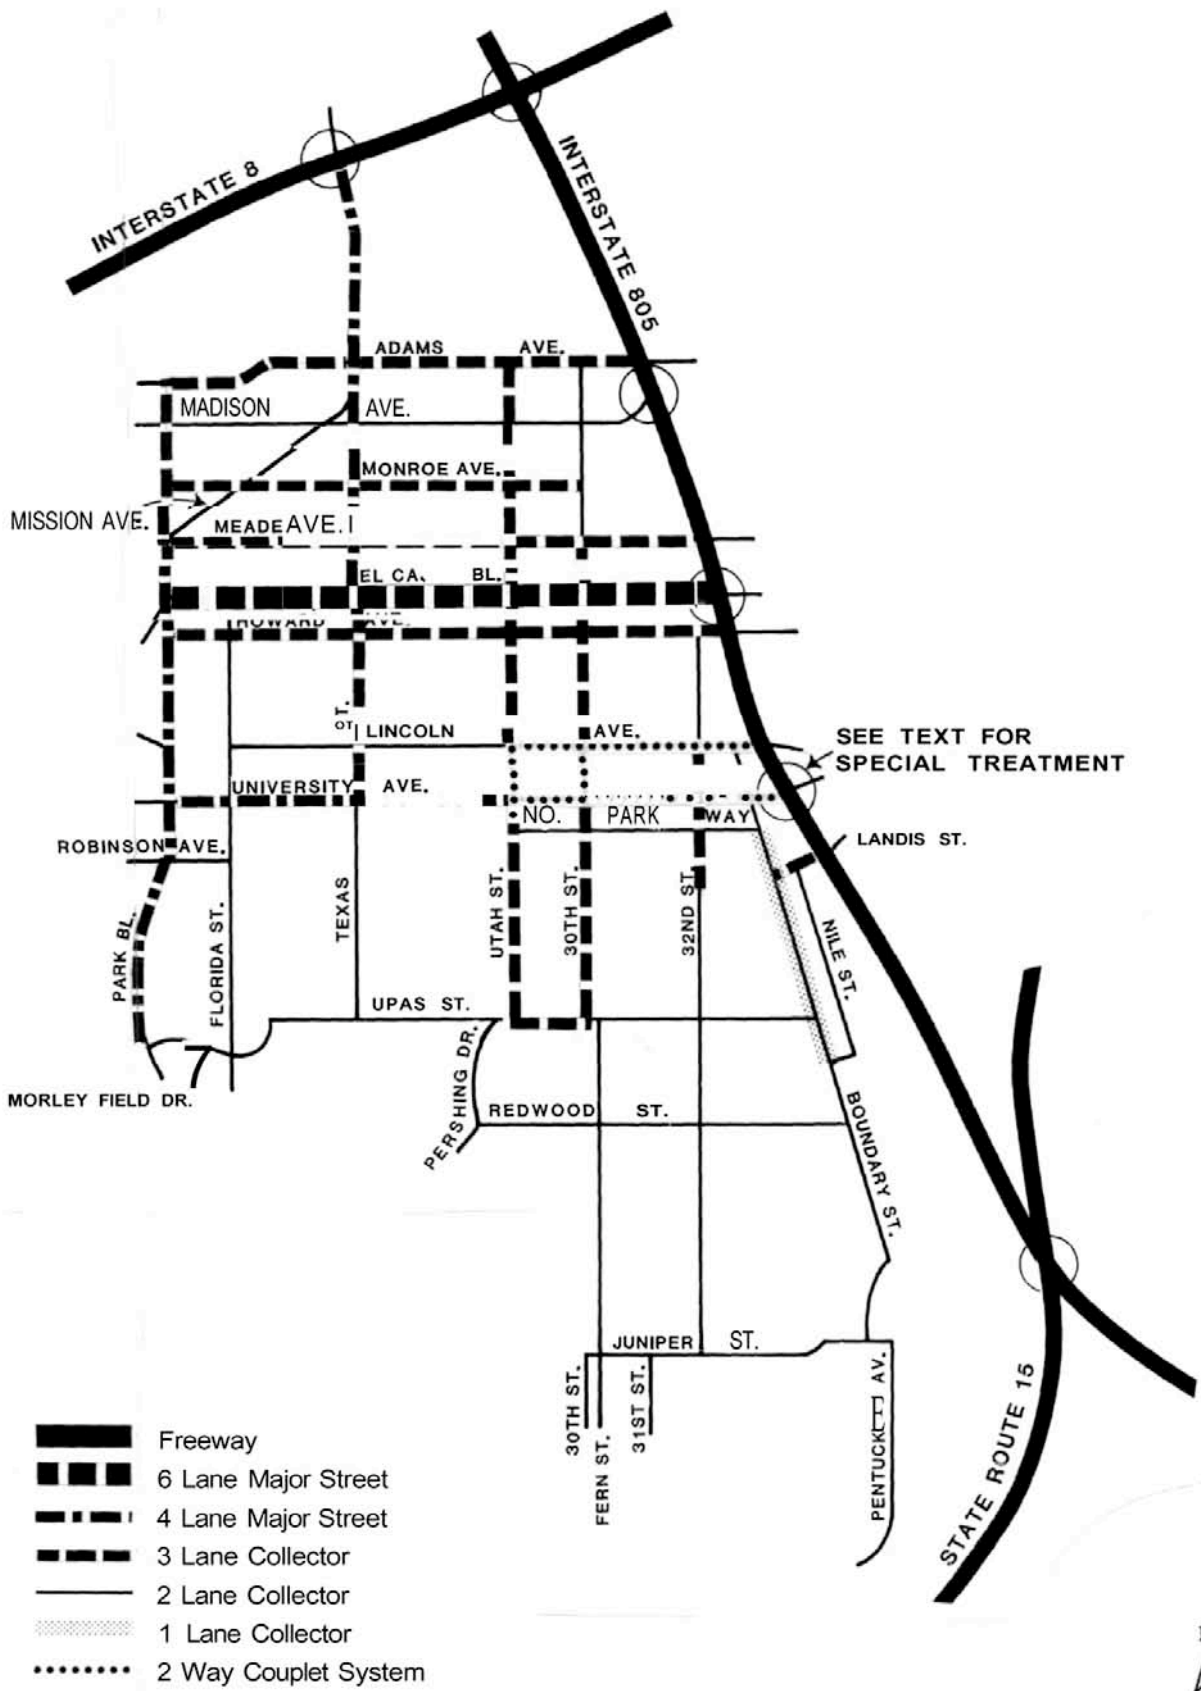 INTERSTATE 8
INTERSTATE 805
ADAMS AVE.
MADISON AVE.
MONROE AVE.
MISSION AVE.
MEADE AVE.
EL CA. BL.
HOWARD AVE.
LINCOLN AVE.
SEE TEXT FOR
SPECIAL TREATMENT
UNIVERSITY AVE.
NO. PARK WAY
ROBINSON AVE.
LANDIS ST.
PARK BL.
FLORIDA ST.
TEXAS
UTAH ST.
30TH ST.
32ND ST.
NILE ST.
UPAS ST.
MORLEY FIELD DR.
PERSHING DR.
REDWOOD ST.
BOUNDARY ST.
JUNIPER ST.
30TH ST.
FERN ST.
31ST ST.
AV.
STATE ROUTE 15
Freeway
6 Lane Major Street
4 Lane Major Street
3 Lane Collector
2 Lane Collector
1 Lane Collector
2 Way Couplet System